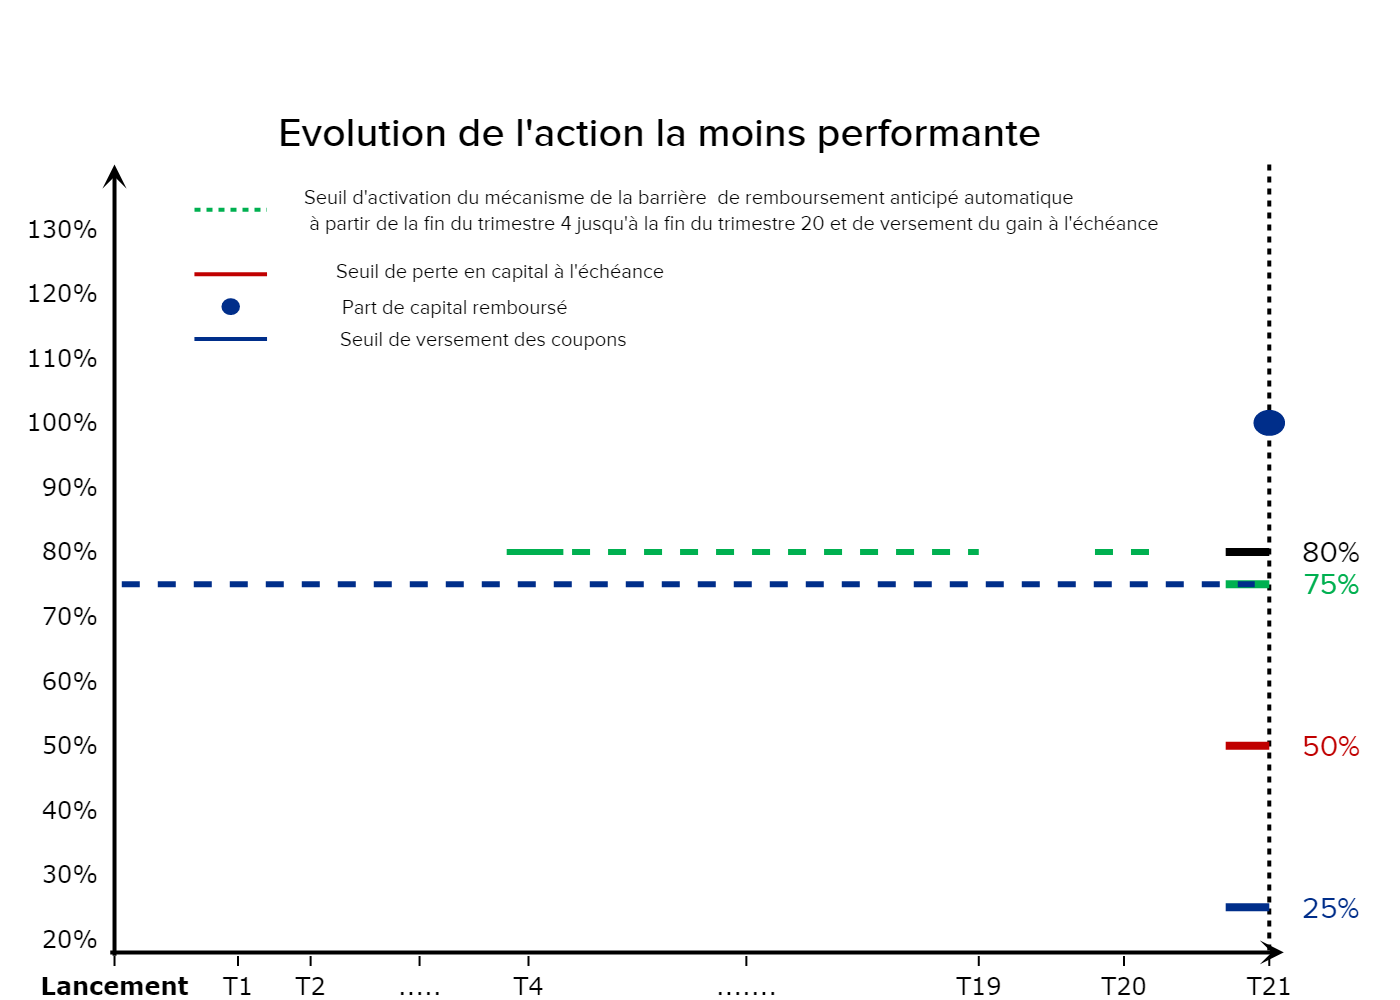 Evolution de l'action la moins performante
Seuil d'activation du mécanisme de la barrière  de remboursement anticipé automatique
à partir de la fin du trimestre 4 jusqu'à la fin du trimestre 20 et de versement du gain à l'échéance
Seuil de perte en capital à l'échéance
Part de capital remboursé
Seuil de versement des coupons
130%
120%
110%
100%
90%
80%
70%
60%
50%
40%
30%
20%
80%
75%
50%
25%
Lancement T1 T2 ..... T4 ....... T19 T20 T21